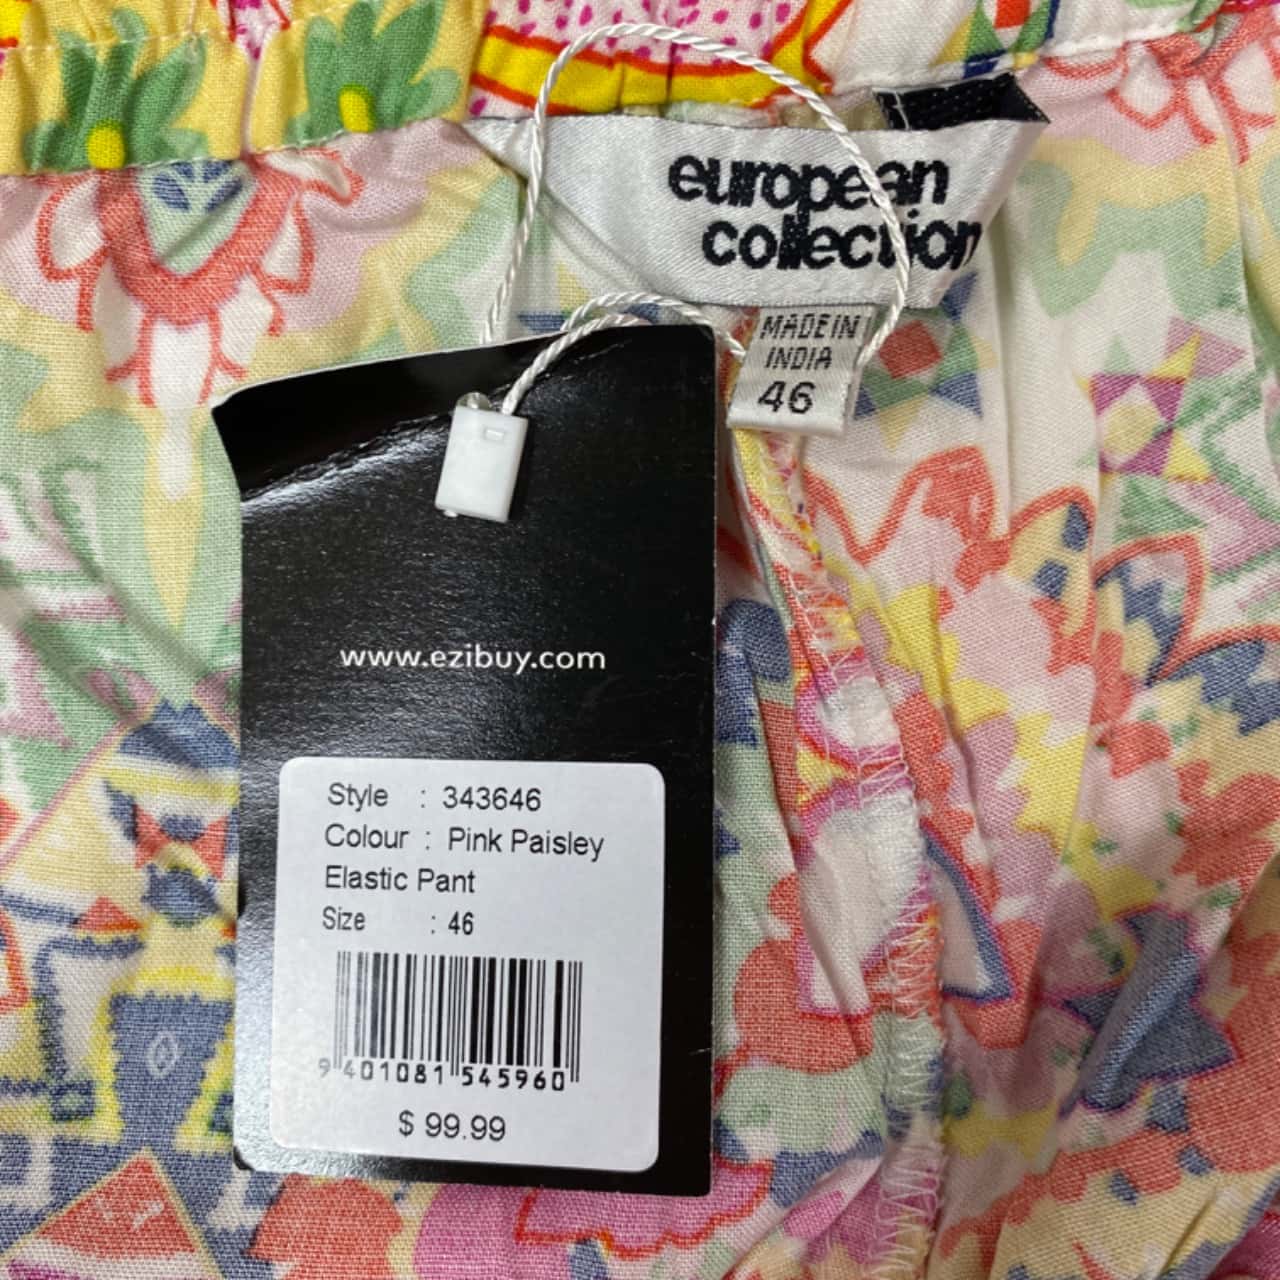 european
collection
MADE IN
INDIA
46
www.ezibuy.com
Style : 343646
Colour : Pink Paisley
Elastic Pant
Size : 46
9 401081 545960
$ 99.99